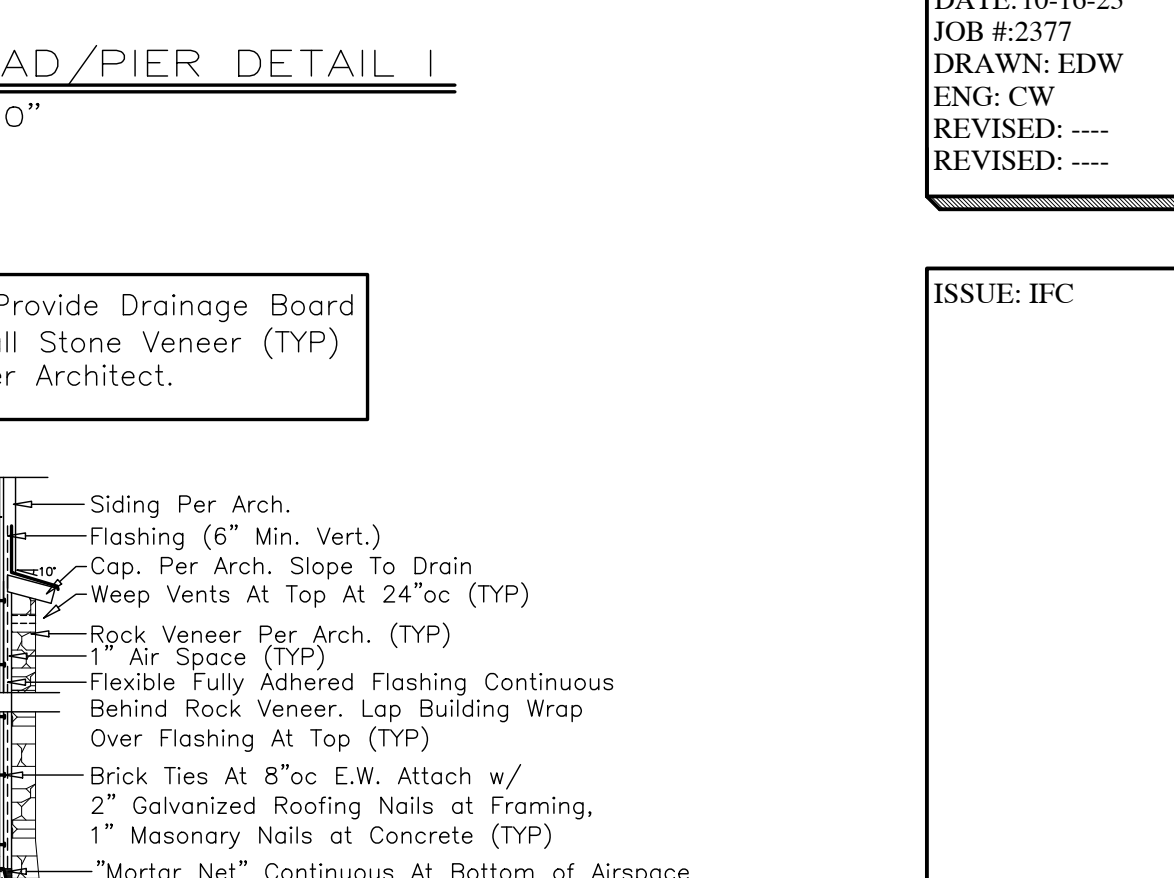 AD/PIER DETAIL 1
0"
Provide Drainage Board
ll Stone Veneer (TYP)
er Architect.
Siding Per Arch.
Flashing (6" Min. Vert.)
10°
Cap. Per Arch. Slope To Drain
Weep Vents At Top At 24"oc (TYP)
Rock Veneer Per Arch. (TYP)
1" Air Space (TYP)
Flexible Fully Adhered Flashing Continuous
Behind Rock Veneer. Lap Building Wrap
Over Flashing At Top (TYP)
Brick Ties At 8"oc E.W. Attach w/
2" Galvanized Roofing Nails at Framing,
1" Masonary Nails at Concrete (TYP)
"Mortar Net" Continuous At Bottom of Airspace
DATE:10-16-25
JOB #:2377
DRAWN: EDW
ENG: CW
REVISED: ----
REVISED: ----
ISSUE: IFC